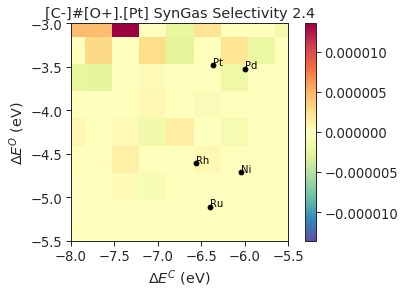 [C-]#[O+].[Pt] SynGas Selectivity 2.4
−3.0
−3.5
−4.0
−4.5
−5.0
−5.5
ΔE^O (eV)
Pt
Pd
Rh
Ni
Ru
−8.0 −7.5 −7.0 −6.5 −6.0 −5.5
ΔE^C (eV)
0.000010
0.000005
0.000000
−0.000005
−0.000010